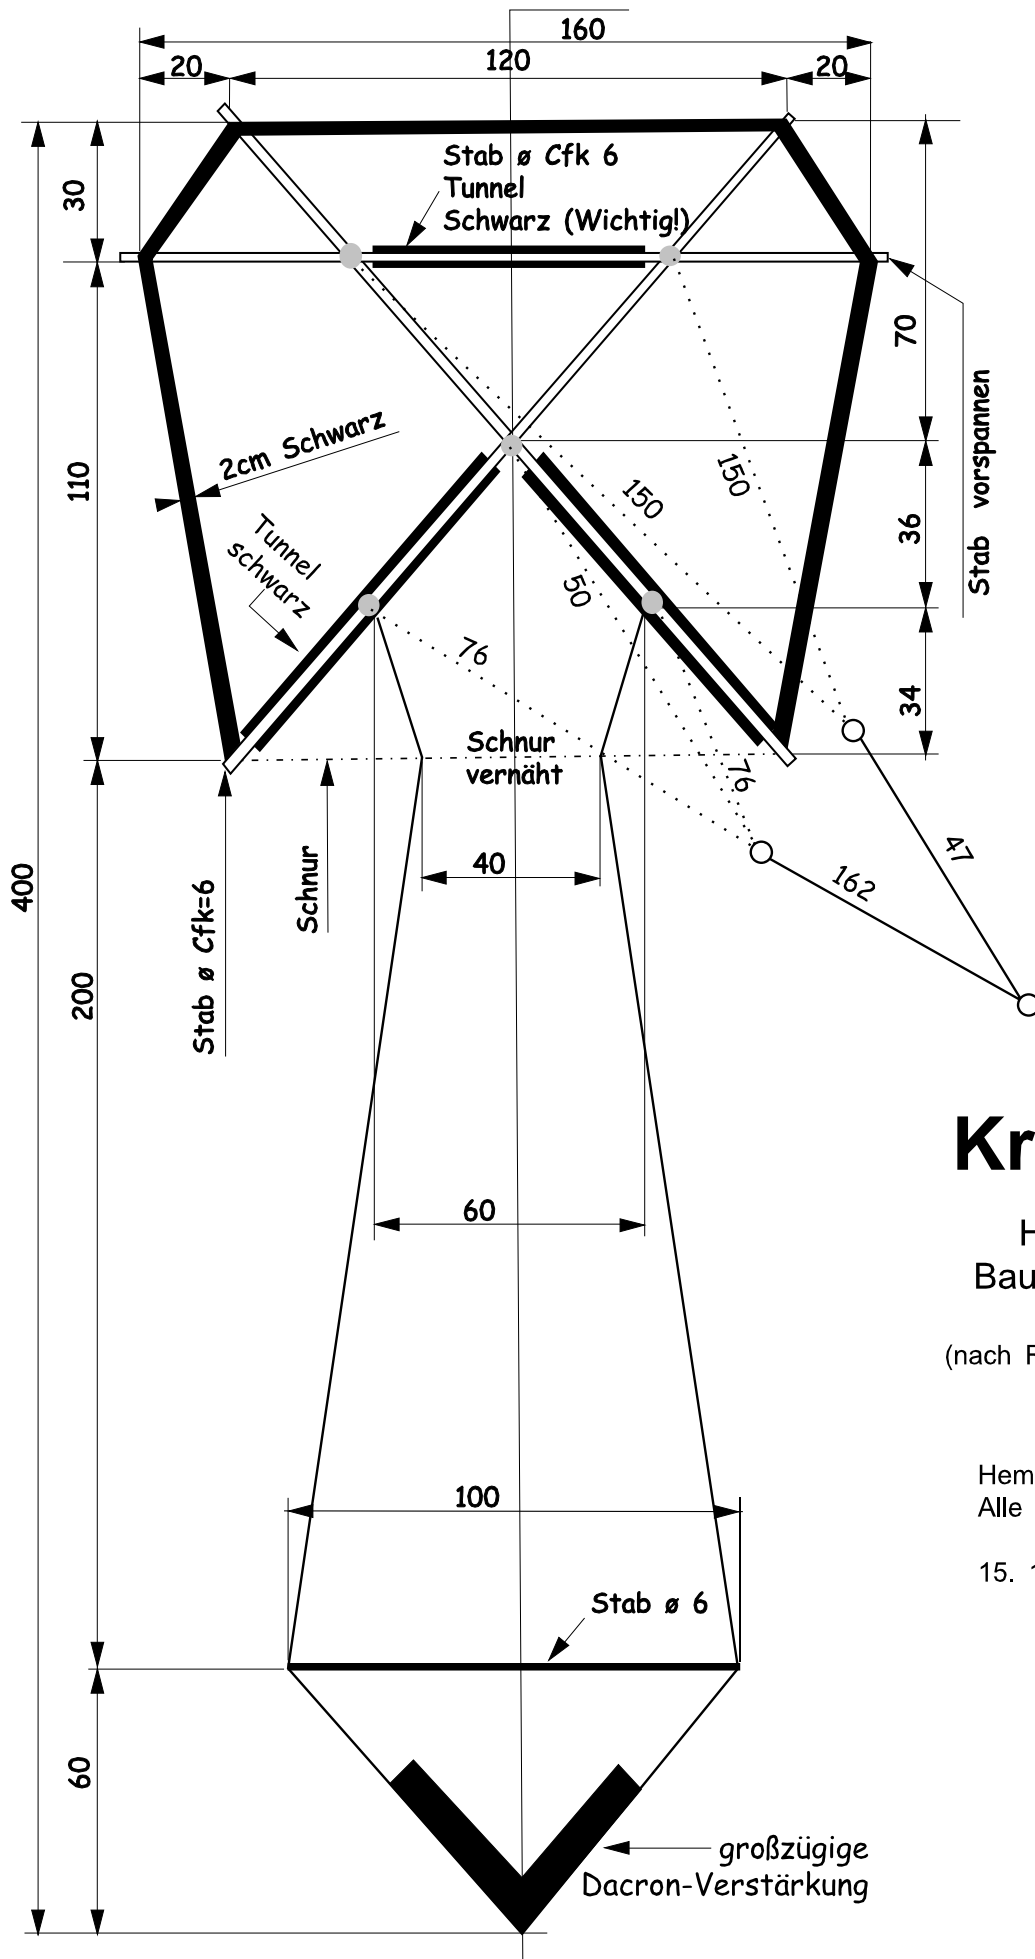 160
20
120
20
Stab ø Cfk 6
Tunnel
Schwarz (Wichtig!)
30
70
Stab vorspannen
2cm Schwarz
110
150
150
36
Tunnel
schwarz
50
76
34
Schnur
vernäht
76
40
47
162
400
Schnur
Stab ø Cfk=6
200
Kr
60
H
Bau
(nach F
Hem
Alle
100
15. 1
Stab ø 6
60
großzügige
Dacron-Verstärkung